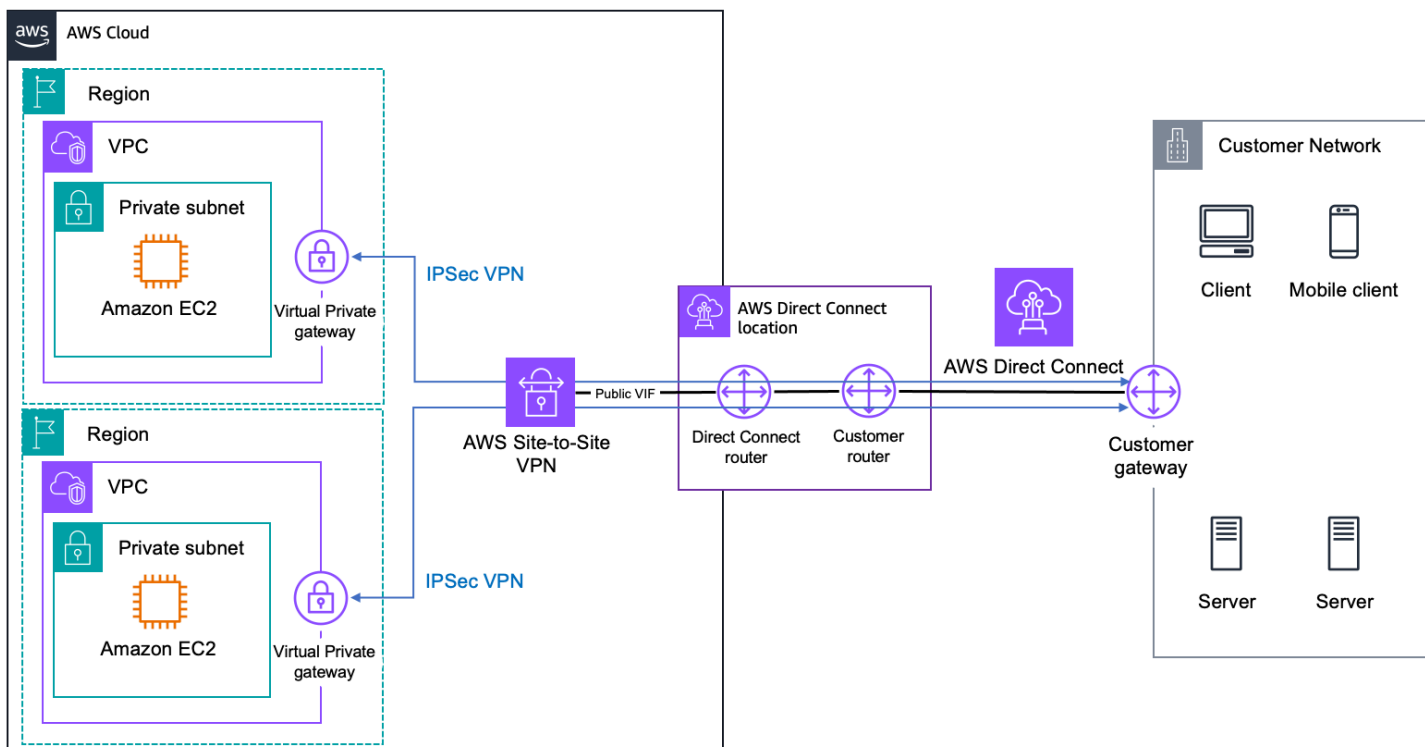 aws
AWS Cloud
Region
VPC
Private subnet
Amazon EC2
Virtual Private
gateway
IPSec VPN
Region
VPC
Private subnet
Amazon EC2
Virtual Private
gateway
IPSec VPN
AWS Site-to-Site
VPN
Public VIF
AWS Direct Connect
location
Direct Connect
router
Customer
router
AWS Direct Connect
Customer
gateway
Customer Network
Client
Mobile client
Server
Server